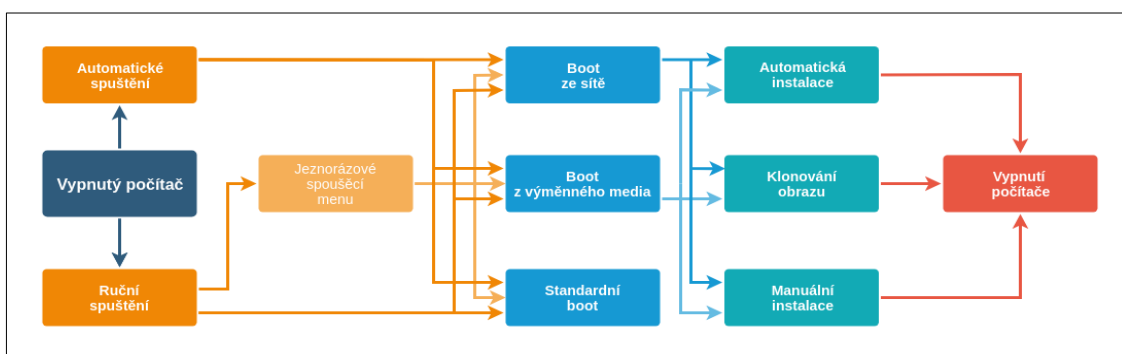 Automatické
spuštění
Boot
ze sítě
Automatická
instalace
Vypnutý počítač
Jeznorázové
spoušěcí
menu
Boot
z výměnného media
Klonování
obrazu
Vypnutí
počítače
Ruční
spuštění
Standardní
boot
Manuální
instalace